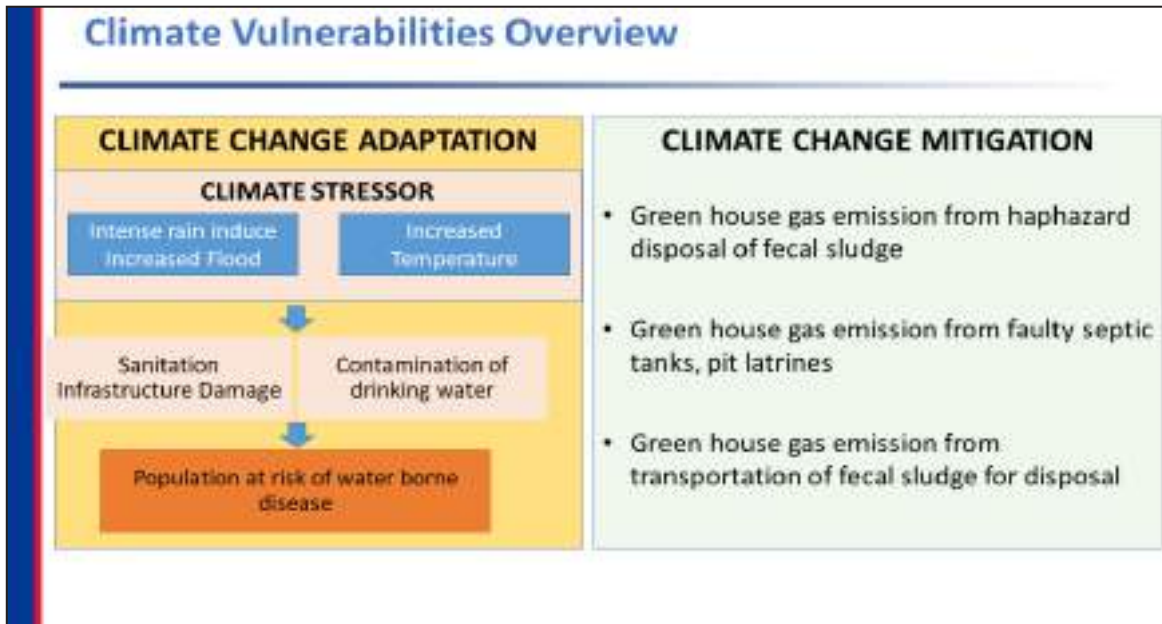 Climate Vulnerabilities Overview
CLIMATE CHANGE ADAPTATION
CLIMATE STRESSOR
Intense rain induce
Increased Flood
Increased
Temperature
Sanitation
Infrastructure Damage
Contamination of
drinking water
Population at risk of water borne
disease
CLIMATE CHANGE MITIGATION
• Green house gas emission from haphazard
disposal of fecal sludge
• Green house gas emission from faulty septic
tanks, pit latrines
• Green house gas emission from
transportation of fecal sludge for disposal